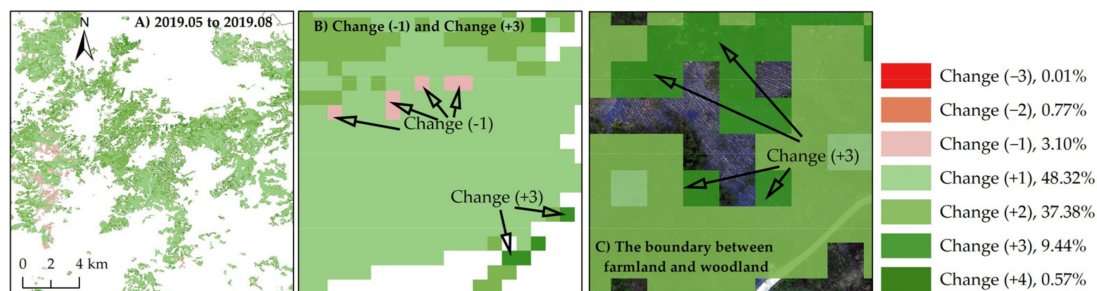 A) 2019.05 to 2019.08
N
0 2 4 km
B) Change (-1) and Change (+3)
Change (-1)
Change (+3)
Change (+3)
C) The boundary between
farmland and woodland
Change (−3), 0.01%
Change (−2), 0.77%
Change (−1), 3.10%
Change (+1), 48.32%
Change (+2), 37.38%
Change (+3), 9.44%
Change (+4), 0.57%